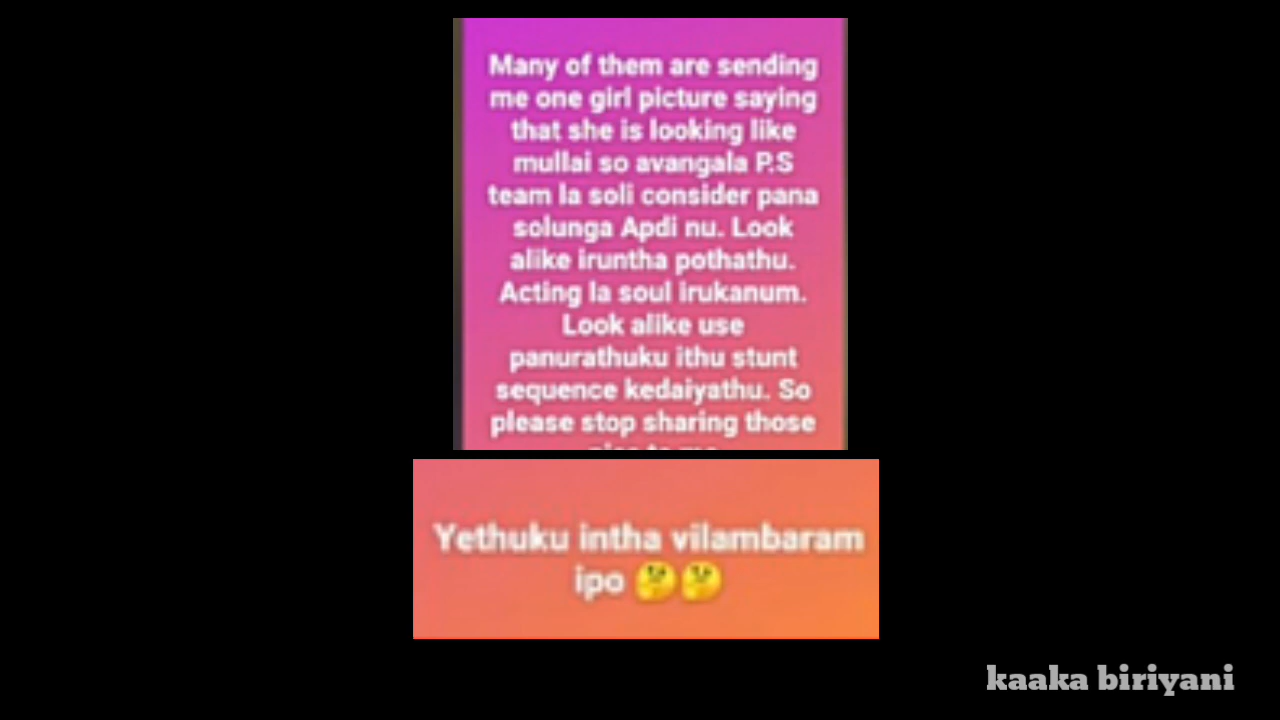 Many of them are sending
me one girl picture saying
that she is looking like
mullai so avangala P.S
team la soli consider pana
solunga Apdi nu. Look
alike iruntha pothathu.
Acting la soul irukanum.
Look alike use
panurathuku ithu stunt
sequence kedaiyathu. So
please stop sharing those
Yethuku intha vilambaram
ipo 🤔🤔
kaaka biriyani